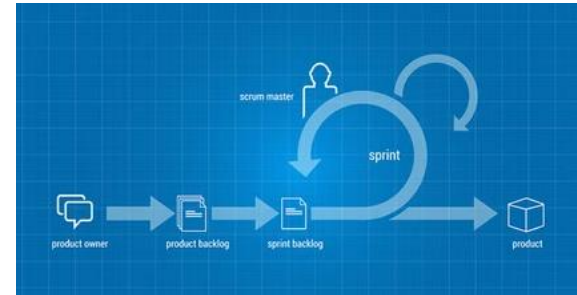 scrum master
sprint
product owner
product backlog
sprint backlog
product